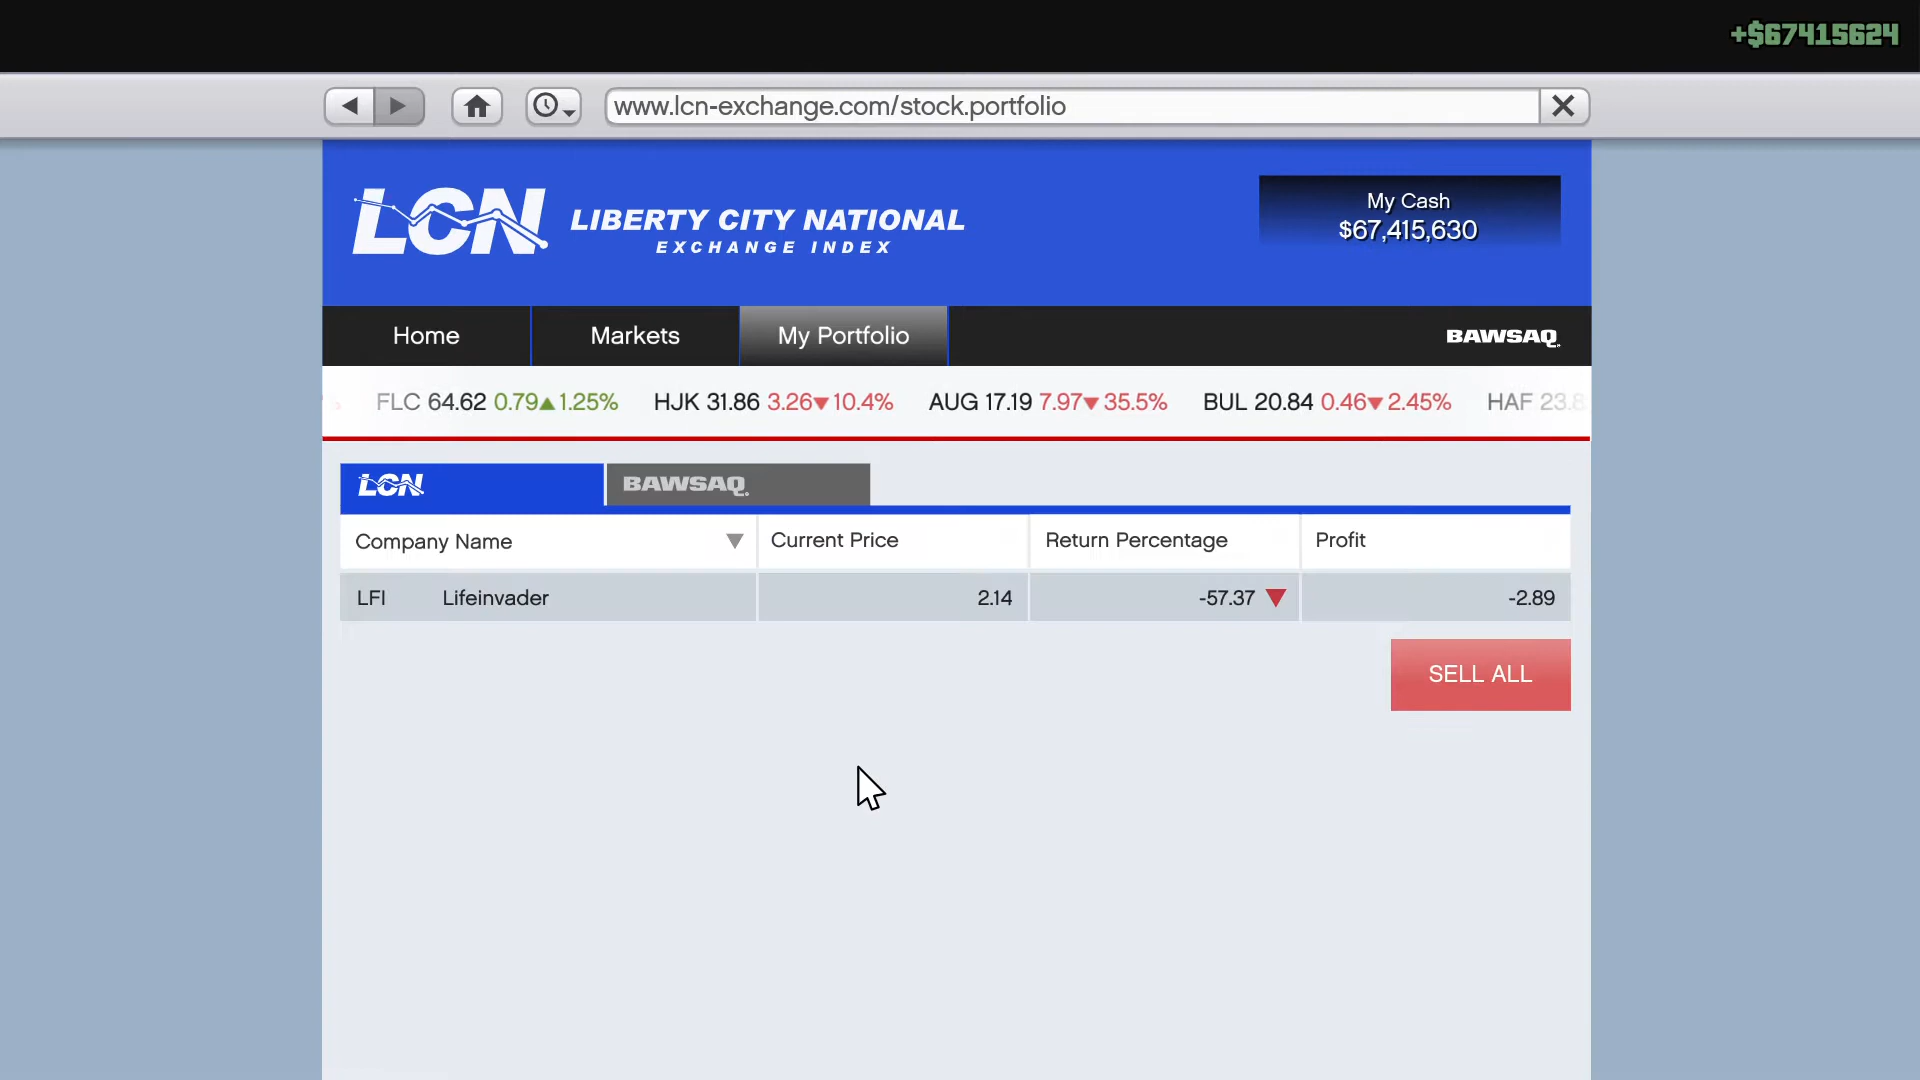 +$67415624
www.lcn-exchange.com/stock.portfolio
LCN LIBERTY CITY NATIONAL
EXCHANGE INDEX
My Cash
$67,415,630
Home Markets My Portfolio BAWSAQ.
FLC 64.62 0.79▲1.25% HJK 31.86 3.26▼10.4% AUG 17.19 7.97▼35.5% BUL 20.84 0.46▼2.45% HAF 23.8
LCN BAWSAQ.
Company Name ▼ Current Price Return Percentage Profit
LFI Lifeinvader 2.14 -57.37 ▼ -2.89
SELL ALL